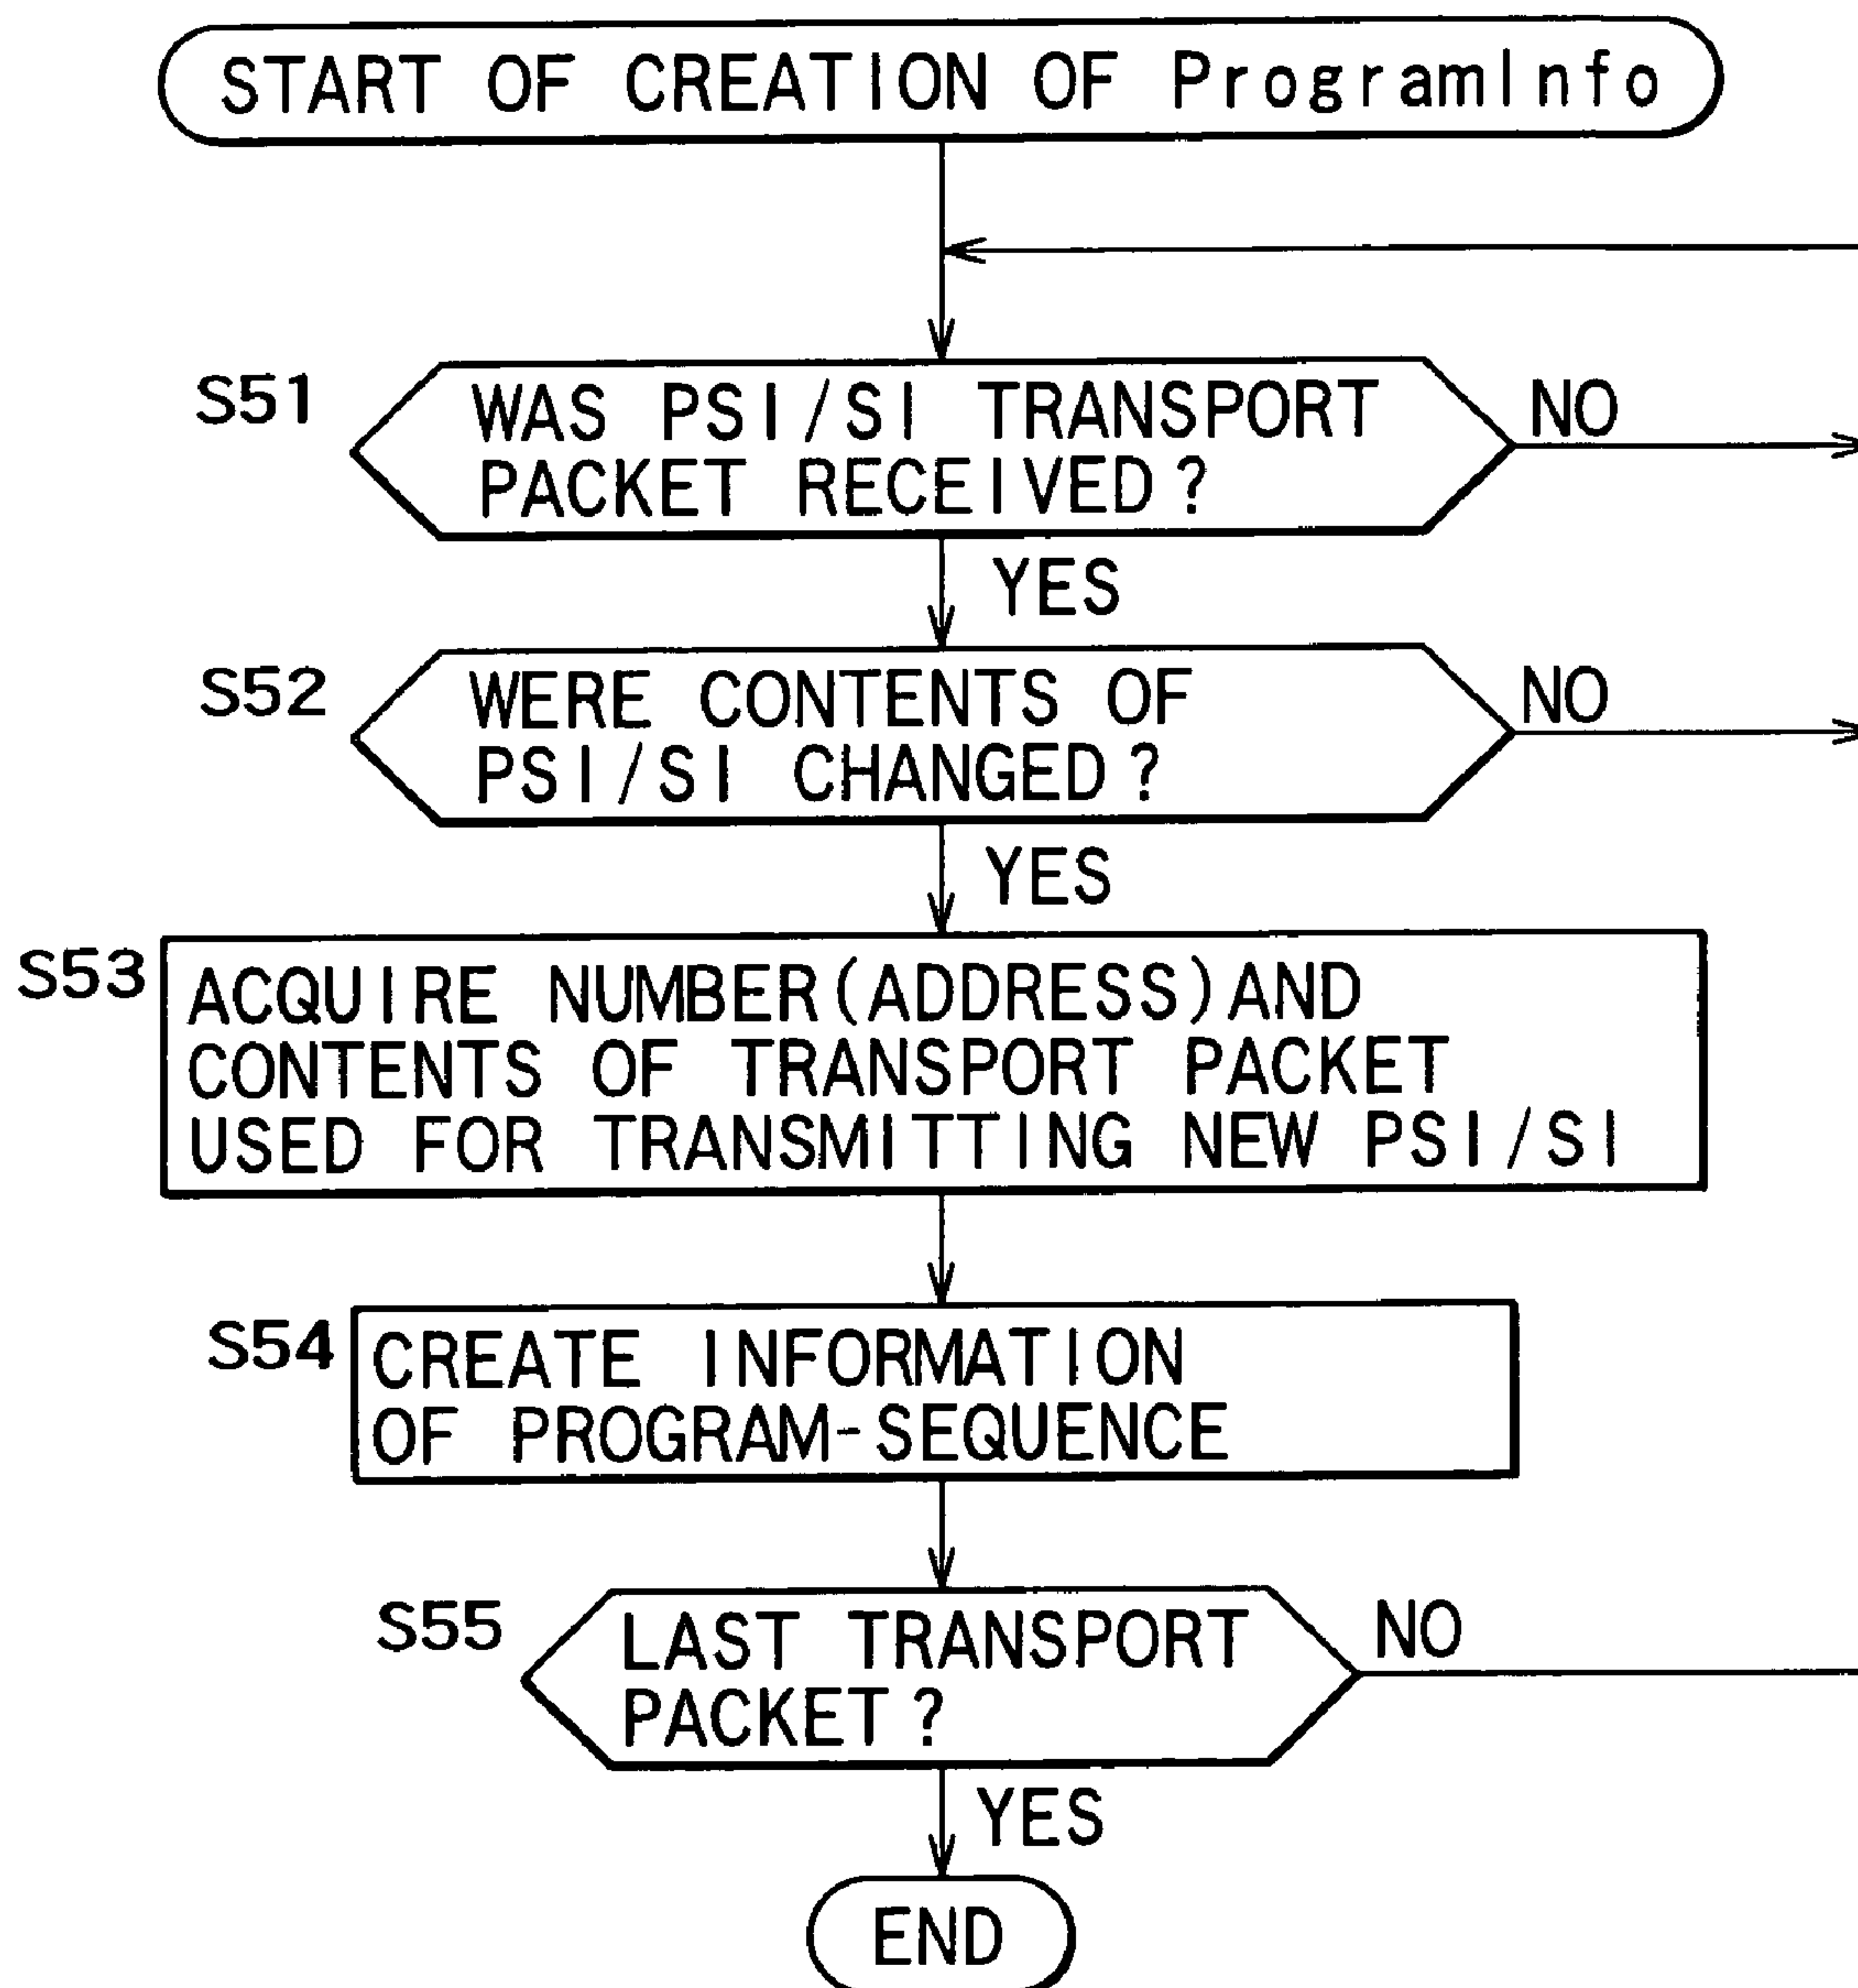 START OF CREATION OF ProgramInfo
S51
WAS PSI/SI TRANSPORT
PACKET RECEIVED?
NO
YES
S52
WERE CONTENTS OF
PSI/SI CHANGED?
NO
YES
S53
ACQUIRE NUMBER(ADDRESS)AND
CONTENTS OF TRANSPORT PACKET
USED FOR TRANSMITTING NEW PSI/SI
S54
CREATE INFORMATION
OF PROGRAM-SEQUENCE
S55
LAST TRANSPORT
PACKET?
NO
YES
END